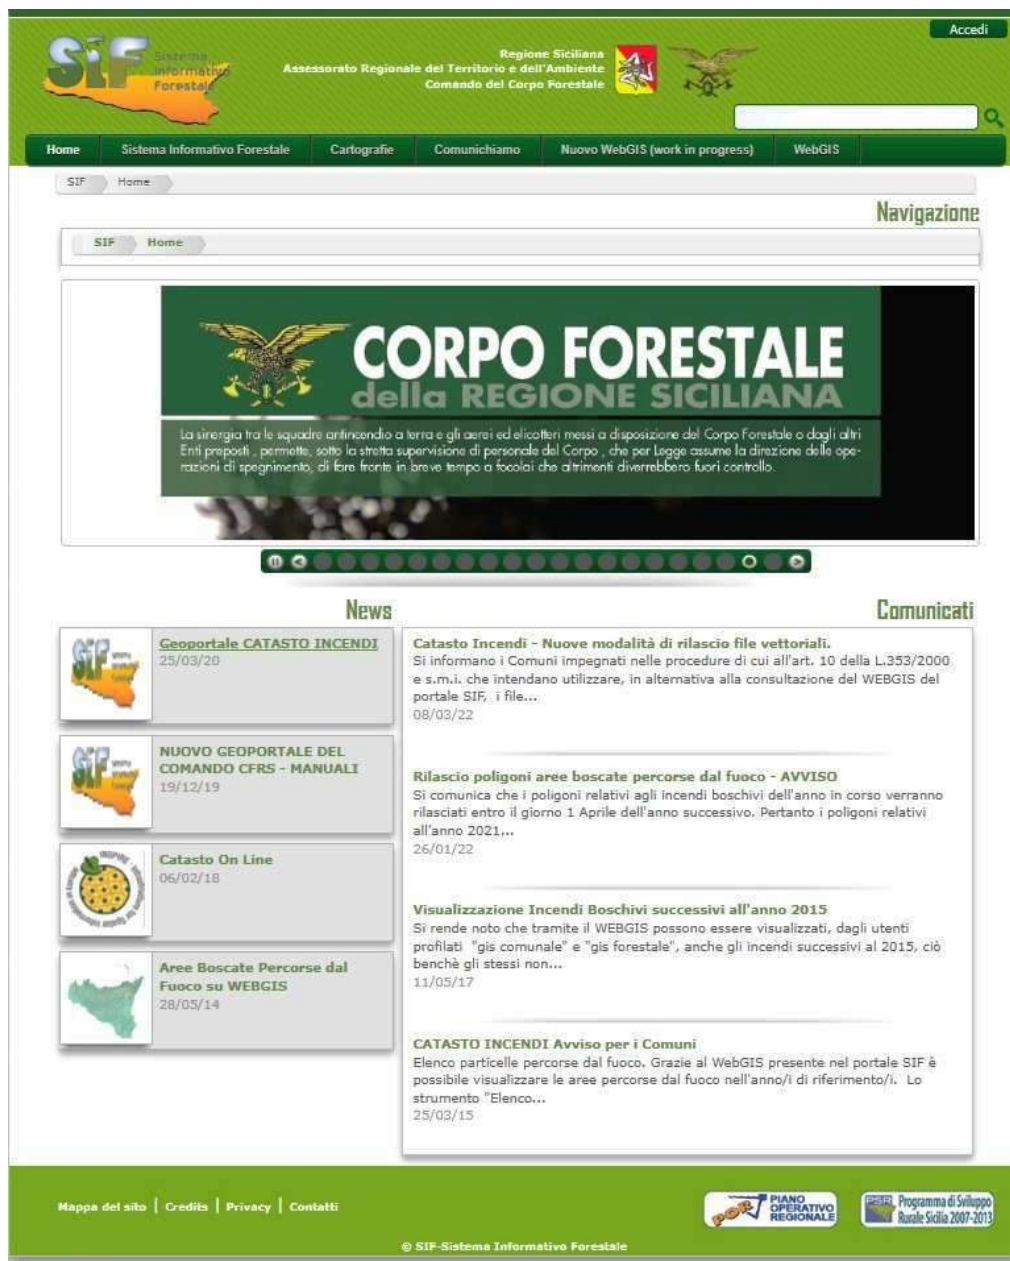 Accedi
SiF Sistema
Informativo
Forestale
Regione Siciliana
Assessorato Regionale del Territorio e dell'Ambiente
Comando del Corpo Forestale
Home Sistema Informativo Forestale Cartografie Comunichiamo Nuovo WebGIS (work in progress) WebGIS
SIF Home
Navigazione
SIF Home
CORPO FORESTALE
della REGIONE SICILIANA
La sinergia tra le squadre antincendio a terra e gli aerei ed elicotteri messi a disposizione del Corpo Forestale o dagli altri
Enti preposti , permette, sotto la stretta supervisione di personale del Corpo , che per Legge assume la direzione delle ope-
razioni di spegnimento, di fare fronte in breve tempo a focolai che altrimenti diverrebbero fuori controllo.
News
SiF
Geoportale CATASTO INCENDI
25/03/20
SiF
NUOVO GEOPORTALE DEL
COMANDO CFRS - MANUALI
19/12/19
INSPIRE
Catasto On Line
06/02/18
Aree Boscate Percorse dal
Fuoco su WEBGIS
28/05/14
Comunicati
Catasto Incendi - Nuove modalità di rilascio file vettoriali.
Si informano i Comuni impegnati nelle procedure di cui all'art. 10 della L.353/2000
e s.m.i. che intendano utilizzare, in alternativa alla consultazione del WEBGIS del
portale SIF, i file...
08/03/22
Rilascio poligoni aree boscate percorse dal fuoco - AVVISO
Si comunica che i poligoni relativi agli incendi boschivi dell'anno in corso verranno
rilasciati entro il giorno 1 Aprile dell'anno successivo. Pertanto i poligoni relativi
all'anno 2021...
26/01/22
Visualizzazione Incendi Boschivi successivi all'anno 2015
Si rende noto che tramite il WEBGIS possono essere visualizzati, dagli utenti
profilati "gis comunale" e "gis forestale", anche gli incendi successivi al 2015, ciò
benchè gli stessi non...
11/05/17
CATASTO INCENDI Avviso per i Comuni
Elenco particelle percorse dal fuoco. Grazie al WebGIS presente nel portale SIF è
possibile visualizzare le aree percorse dal fuoco nell'anno/i di riferimento/i. Lo
strumento "Elenco...
25/03/15
Mappa del sito | Credits | Privacy | Contatti
POR PIANO
OPERATIVO
REGIONALE
PSR Programma di Sviluppo
Rurale Sicilia 2007-2013
© SIF-Sistema Informativo Forestale